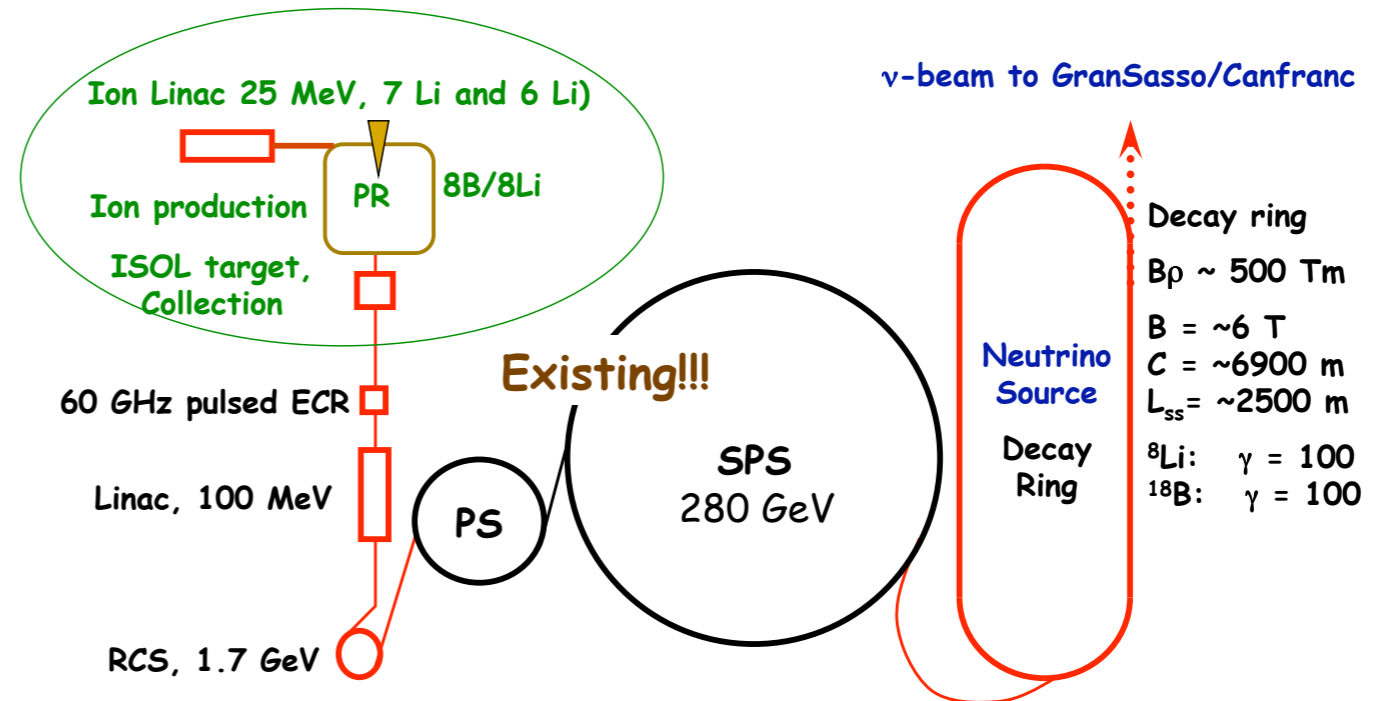 ν-beam to GranSasso/Canfranc
Ion Linac 25 MeV, 7 Li and 6 Li)
PR
8B/8Li
Ion production
ISOL target,
Collection
60 GHz pulsed ECR
Linac, 100 MeV
RCS, 1.7 GeV
PS
Existing!!!
SPS
280 GeV
Neutrino
Source
Decay
Ring
Decay ring
Bρ ~ 500 Tm
B = ~6 T
C = ~6900 m
Lss= ~2500 m
⁸Li: γ = 100
¹⁸B: γ = 100